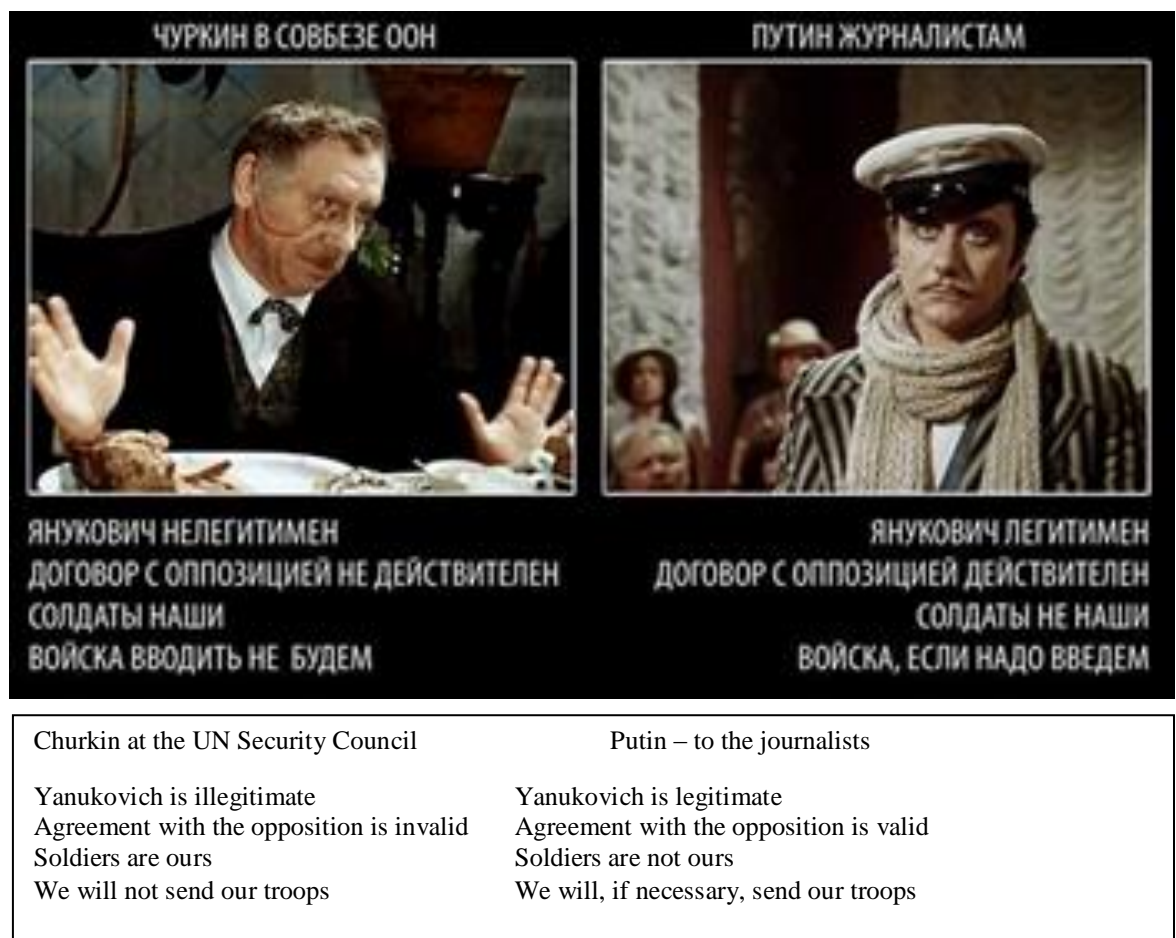 ЧУРКИН В СОВБЕЗЕ ООН
ЯНУКОВИЧ НЕЛЕГИТИМЕН
ДОГОВОР С ОППОЗИЦИЕЙ НЕ ДЕЙСТВИТЕЛЕН
СОЛДАТЫ НАШИ
ВОЙСКА ВВОДИТЬ НЕ БУДЕМ
ПУТИН ЖУРНАЛИСТАМ
ЯНУКОВИЧ ЛЕГИТИМЕН
ДОГОВОР С ОППОЗИЦИЕЙ ДЕЙСТВИТЕЛЕН
СОЛДАТЫ НЕ НАШИ
ВОЙСКА, ЕСЛИ НАДО ВВЕДЕМ
Churkin at the UN Security Council
Yanukovich is illegitimate
Agreement with the opposition is invalid
Soldiers are ours
We will not send our troops
Putin – to the journalists
Yanukovich is legitimate
Agreement with the opposition is valid
Soldiers are not ours
We will, if necessary, send our troops